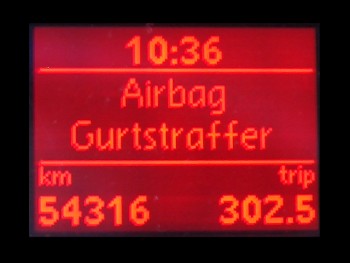 10:36
Airbag
Gurtstraffer
km trip
54316 302.5